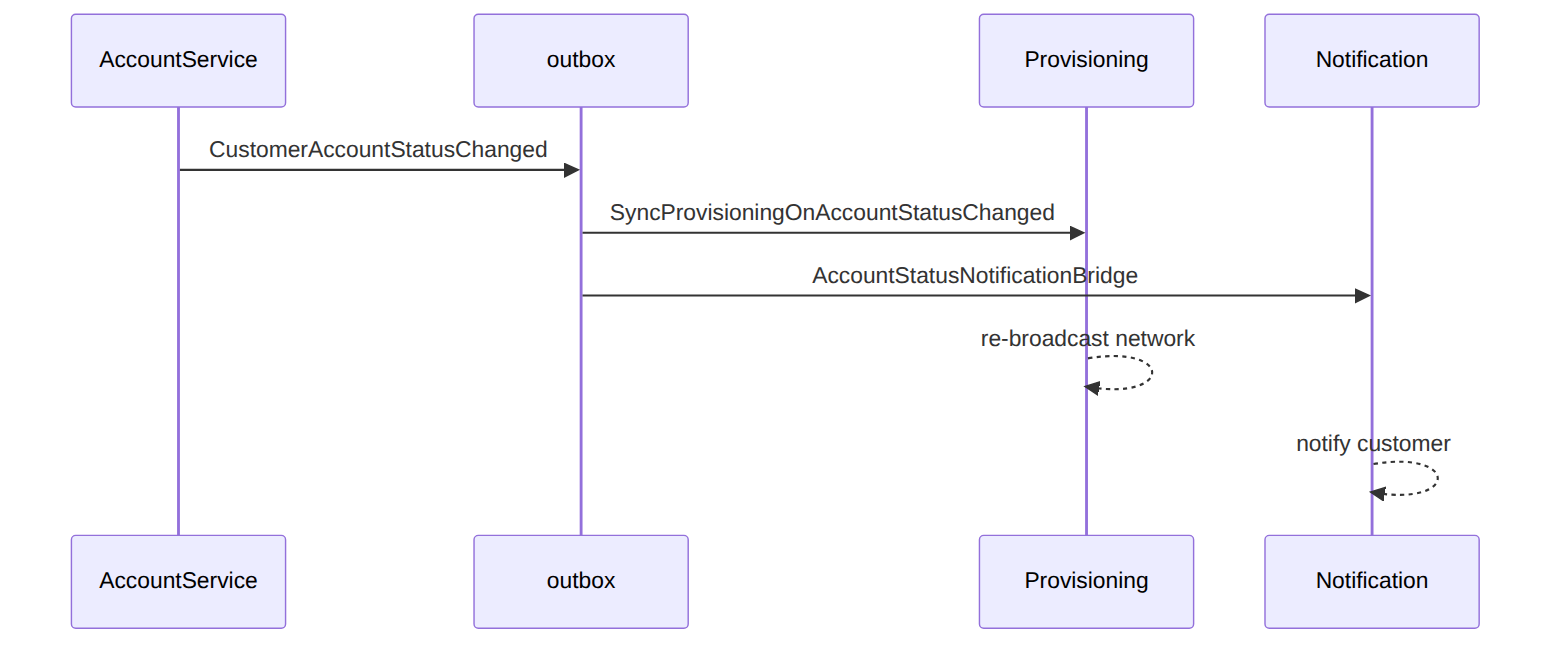 AccountService
outbox
Provisioning
Notification
CustomerAccountStatusChanged
SyncProvisioningOnAccountStatusChanged
AccountStatusNotificationBridge
re-broadcast network
notify customer
AccountService
outbox
Provisioning
Notification